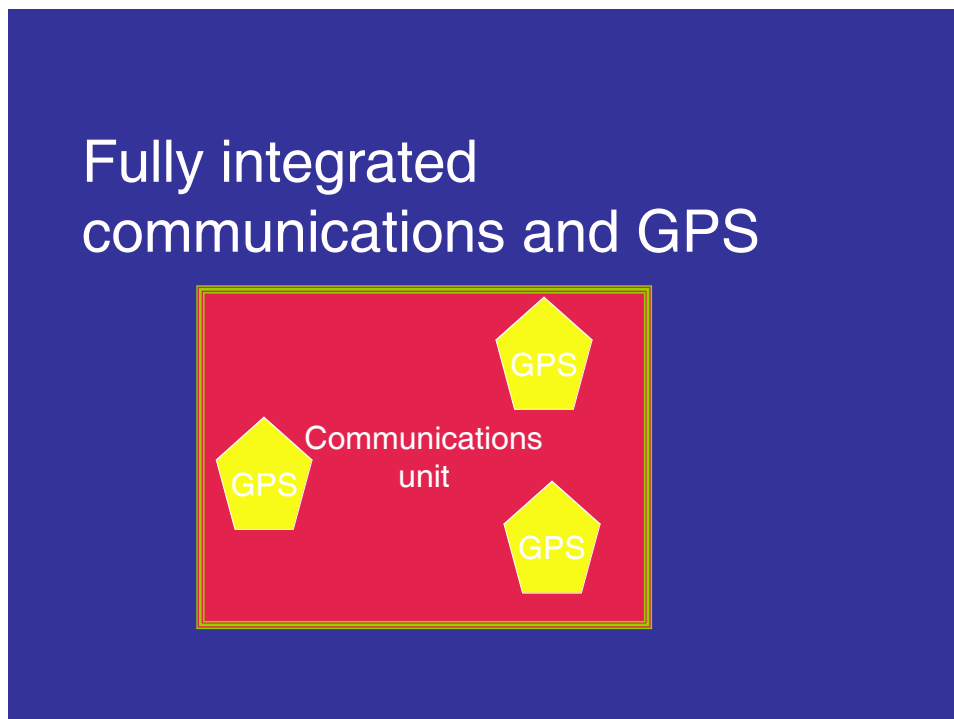 Fully integrated
communications and GPS
GPS
Communications
unit
GPS
GPS